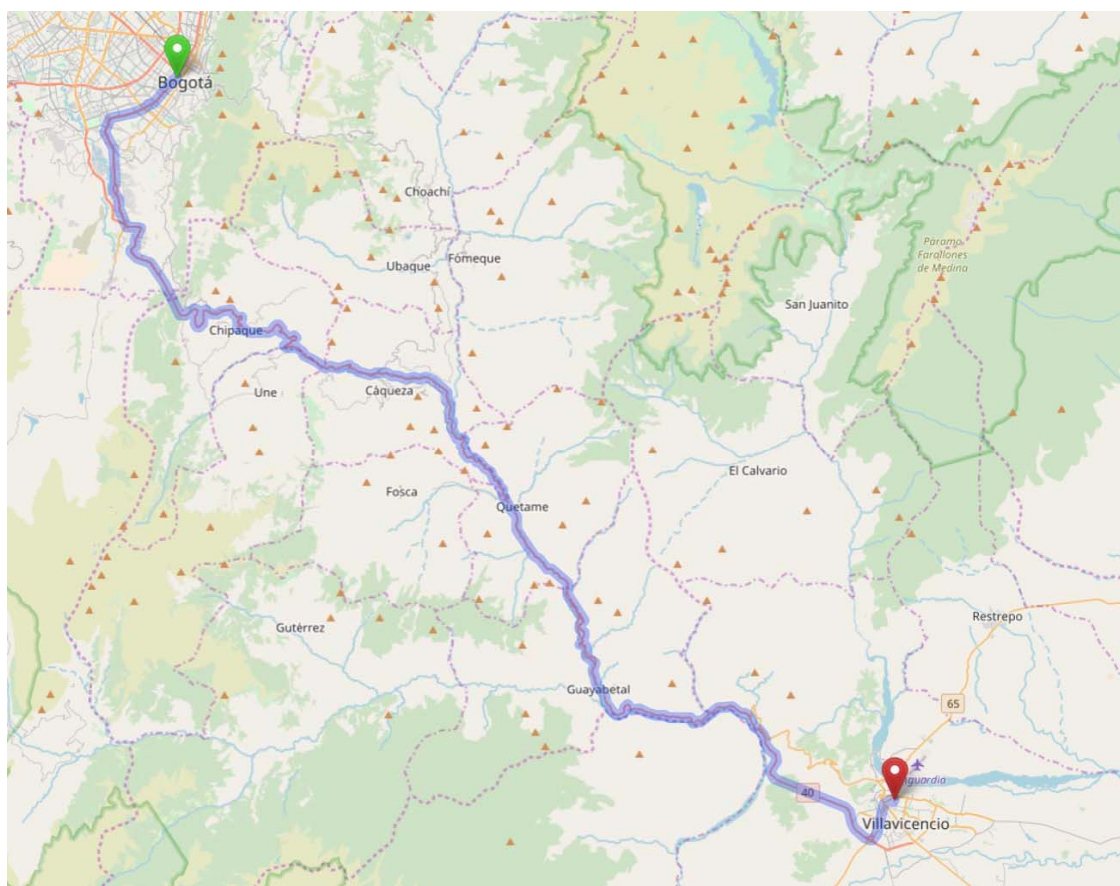 Bogotá
Choachí
Ubaque
Fómeque
Páramo
Farallones
de Medina
San Juanito
Chipaque
Une
Cáqueza
El Calvario
Fosca
Quetame
Restrepo
Gutérrez
Guayabetal
65
40
Villavicencio